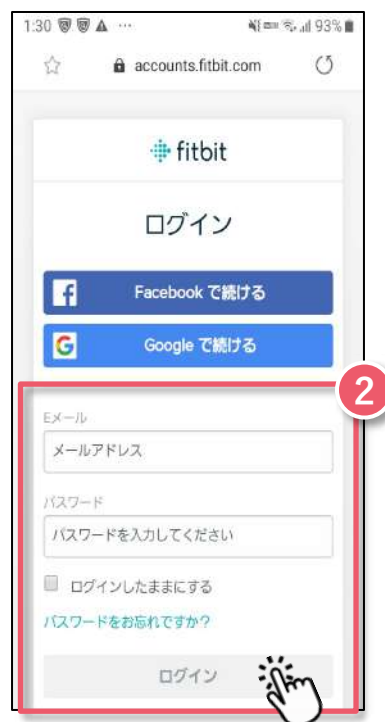 1:30 ... 93%
accounts.fitbit.com
fitbit
ログイン
Facebook で続ける
Google で続ける
2
Eメール
メールアドレス
パスワード
パスワードを入力してください
ログインしたままにする
パスワードをお忘れですか?
ログイン